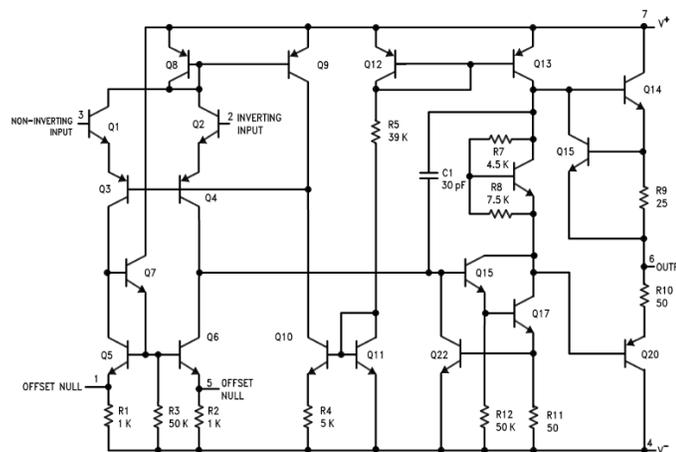 7
V+
Q8
Q9
Q12
Q13
Q14
3
NON-INVERTING
INPUT
Q1
Q2
2 INVERTING
INPUT
R5
39 K
R7
4.5 K
Q15
C1
30 pF
R8
7.5 K
Q3
Q4
R9
25
6
OUTP
Q7
Q15
R10
50
Q17
Q5
Q6
Q10
Q11
Q22
Q20
OFFSET NULL
1
5
OFFSET
NULL
R1
1 K
R3
50 K
R2
1 K
R4
5 K
R12
50 K
R11
50
4
V-